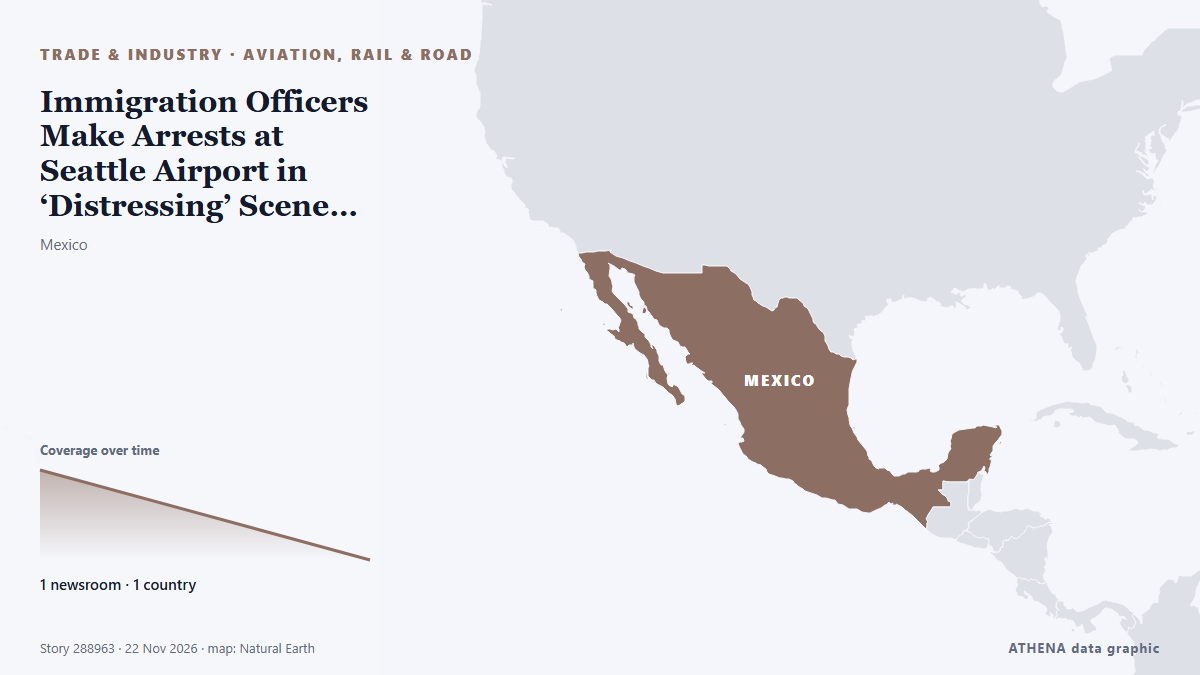 TRADE & INDUSTRY · AVIATION, RAIL & ROAD
Immigration Officers
Make Arrests at
Seattle Airport in
‘Distressing’ Scene…
Mexico
MEXICO
Coverage over time
1 newsroom · 1 country
Story 288963 · 22 Nov 2026 · map: Natural Earth
ATHENA data graphic